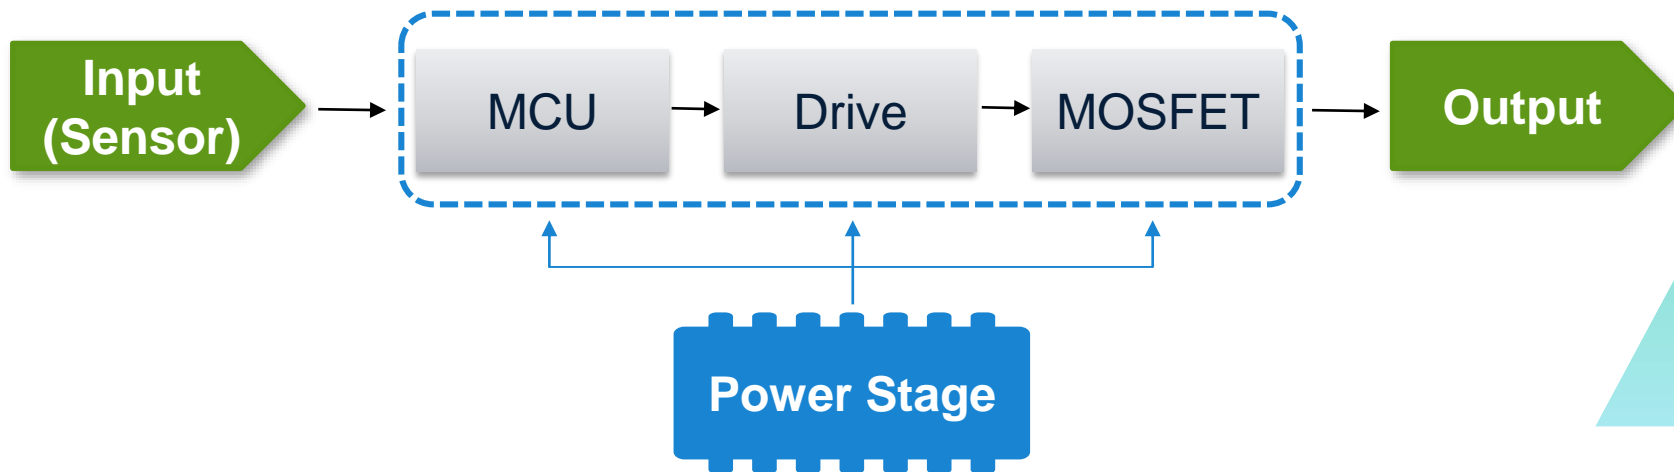 Input
(Sensor)
MCU
Drive
MOSFET
Output
Power Stage